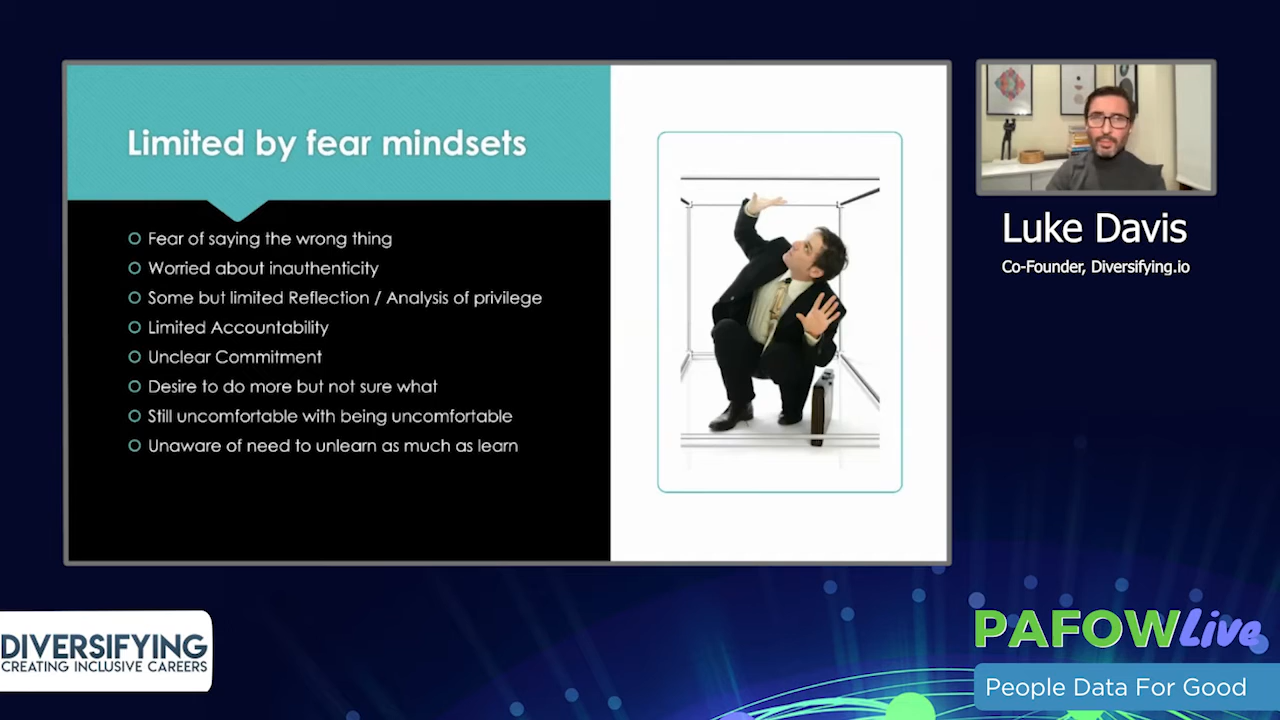 Limited by fear mindsets
Fear of saying the wrong thing
Worried about inauthenticity
Some but limited Reflection / Analysis of privilege
Limited Accountability
Unclear Commitment
Desire to do more but not sure what
Still uncomfortable with being uncomfortable
Unaware of need to unlearn as much as learn
Luke Davis
Co-Founder, Diversifying.io
DIVERSIFYING
CREATING INCLUSIVE CAREERS
PAFOWLive
People Data For Good